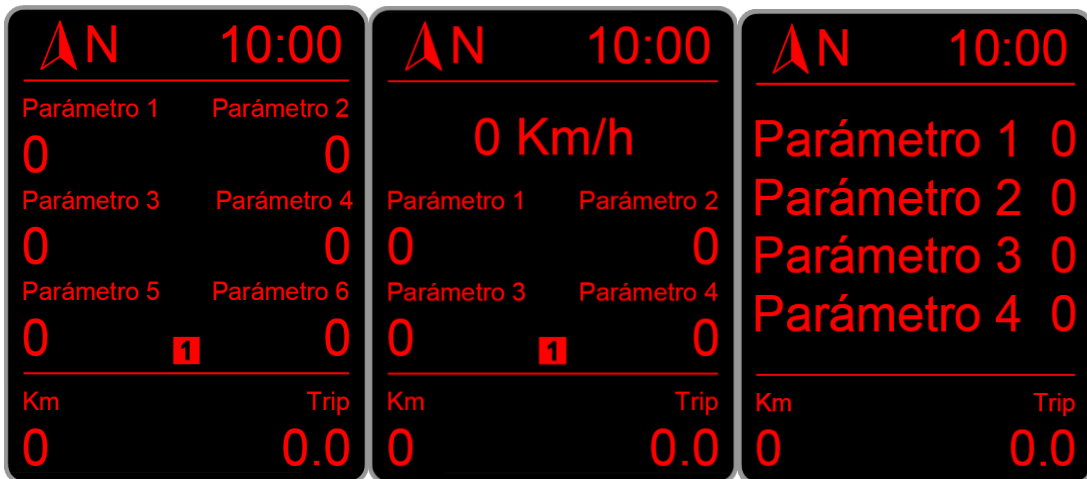 N 10:00
Parámetro 1 Parámetro 2
0 0
Parámetro 3 Parámetro 4
0 0
Parámetro 5 Parámetro 6
0 1 0
Km Trip
0 0.0
N 10:00
0 Km/h
Parámetro 1 Parámetro 2
0 0
Parámetro 3 Parámetro 4
0 1 0
Km Trip
0 0.0
N 10:00
Parámetro 1 0
Parámetro 2 0
Parámetro 3 0
Parámetro 4 0
Km Trip
0 0.0